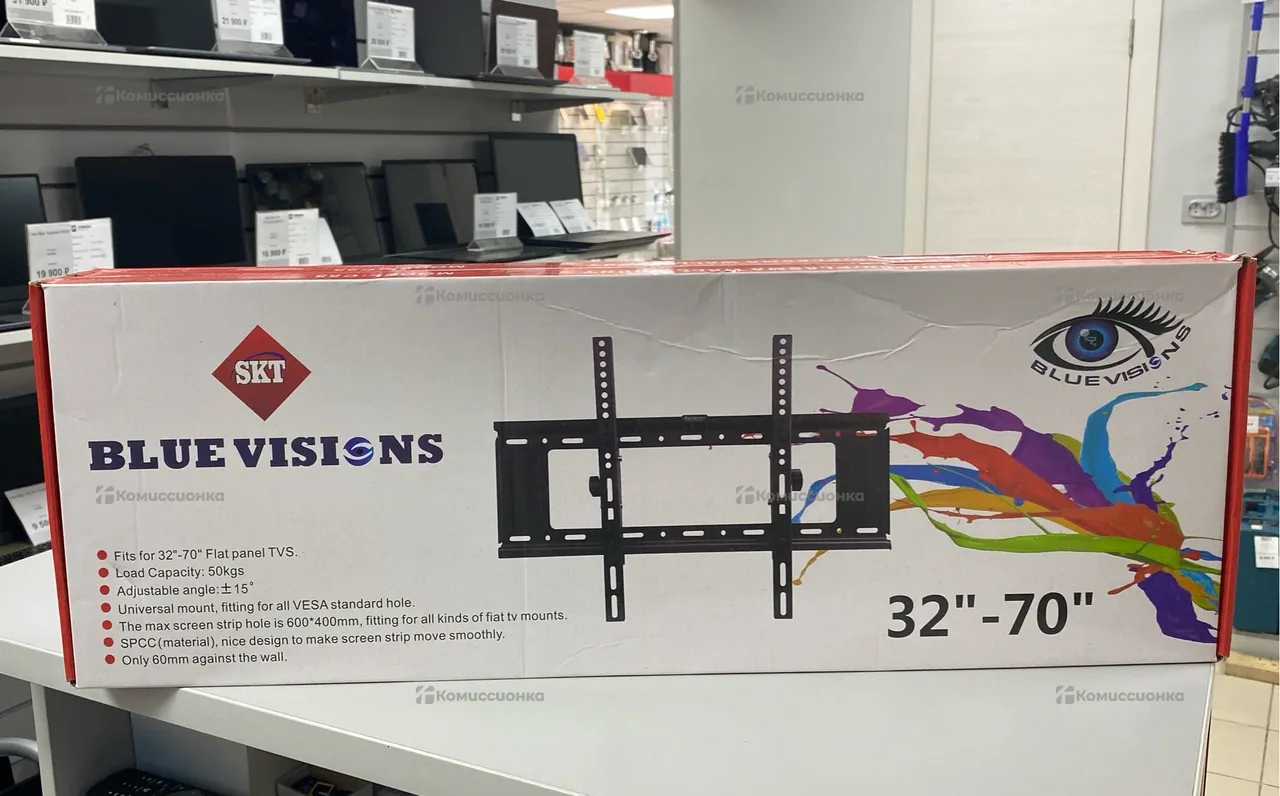 21 900 ₽
19 900 ₽
Комиссионка
Комиссионка
Комиссионка
Комиссионка
SKT
BLUE VISIONS
BLUE VISIONS
Комиссионка
Комиссионка
Fits for 32"-70" Flat panel TVS.
Load Capacity: 50kgs
Adjustable angle:±15°
Universal mount, fitting for all VESA standard hole.
The max screen strip hole is 600*400mm, fitting for all kinds of fiat tv mounts.
SPCC(material), nice design to make screen strip move smoothly.
Only 60mm against the wall.
32"-70"
Комиссионка
Комиссионка